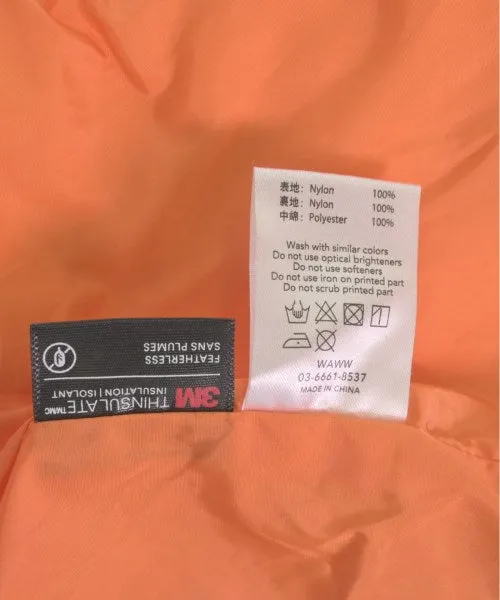 表地: Nylon 100%
裏地: Nylon 100%
中綿: Polyester 100%
Wash with similar colors
Do not use optical brighteners
Do not use softeners
Do not use iron on printed part
Do not scrub printed part
WAWW
03-6661-8537
MADE IN CHINA
3M THINSULATE TM/MC
INSULATION | ISOLANT
FEATHERLESS
SANS PLUMES